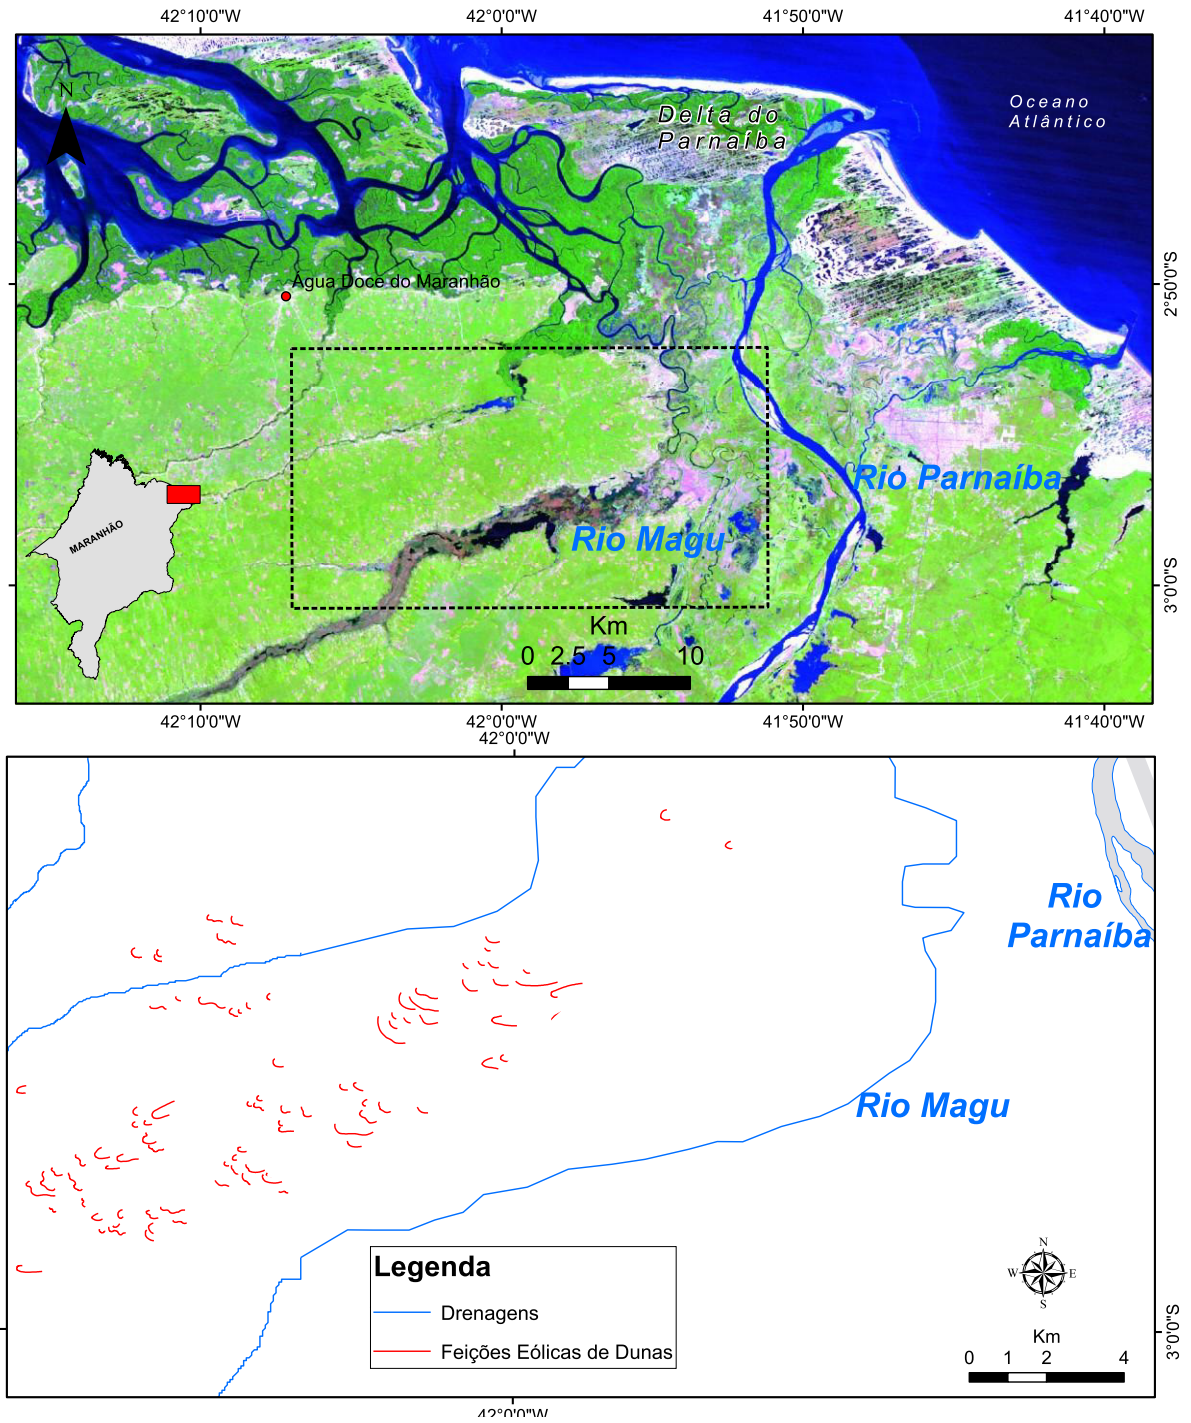 42°10'0"W
42°0'0"W
41°50'0"W
41°40'0"W
N
Oceano
Atlântico
Delta do
Parnaíba
Água Doce do Maranhão
2°50'0"S
Rio Parnaíba
MARANHÃO
Rio Magu
3°0'0"S
Km
0 2.5 5 10
42°10'0"W
42°0'0"W
41°50'0"W
41°40'0"W
42°0'0"W
Rio
Parnaíba
Rio Magu
Legenda
Drenagens
Feições Eólicas de Dunas
N
W
E
S
Km
0 1 2 4
3°0'0"S
42°0'0"W